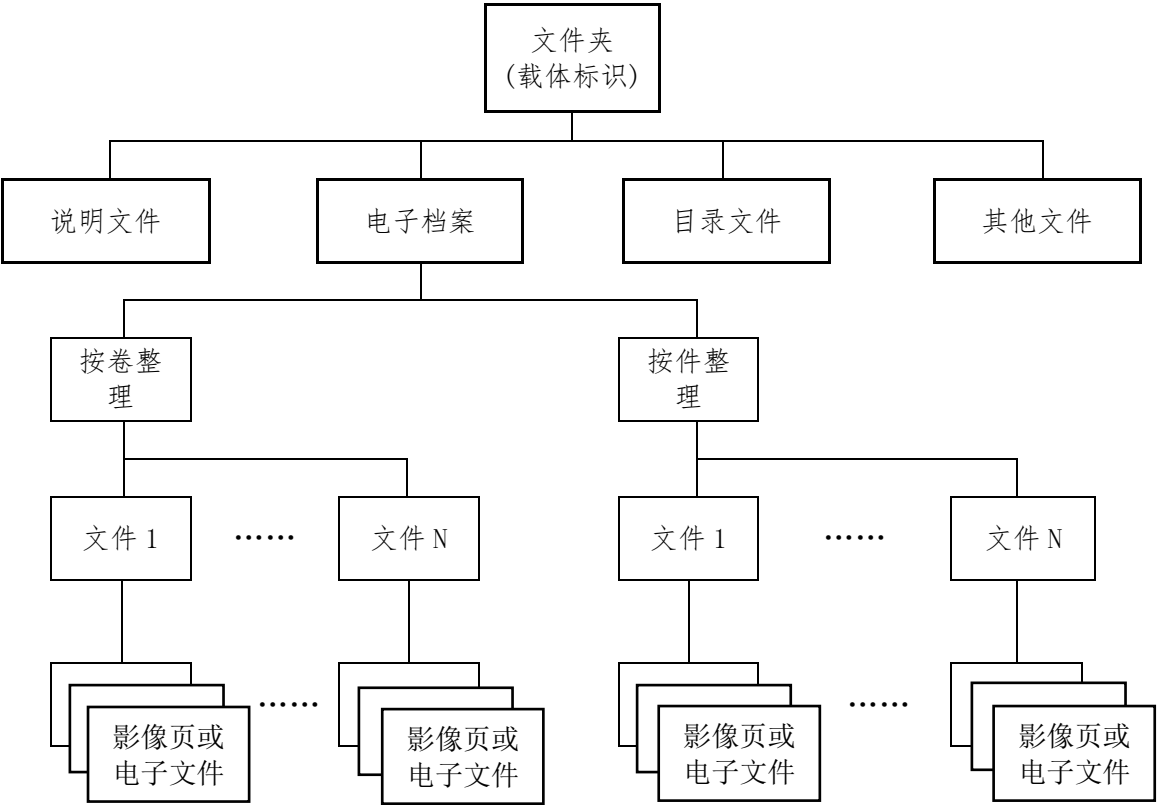 文件夹
(载体标识)
说明文件
电子档案
目录文件
其他文件
按卷整
理
按件整
理
文件 1
……
文件 N
文件 1
……
文件 N
影像页或
电子文件
……
影像页或
电子文件
影像页或
电子文件
……
影像页或
电子文件